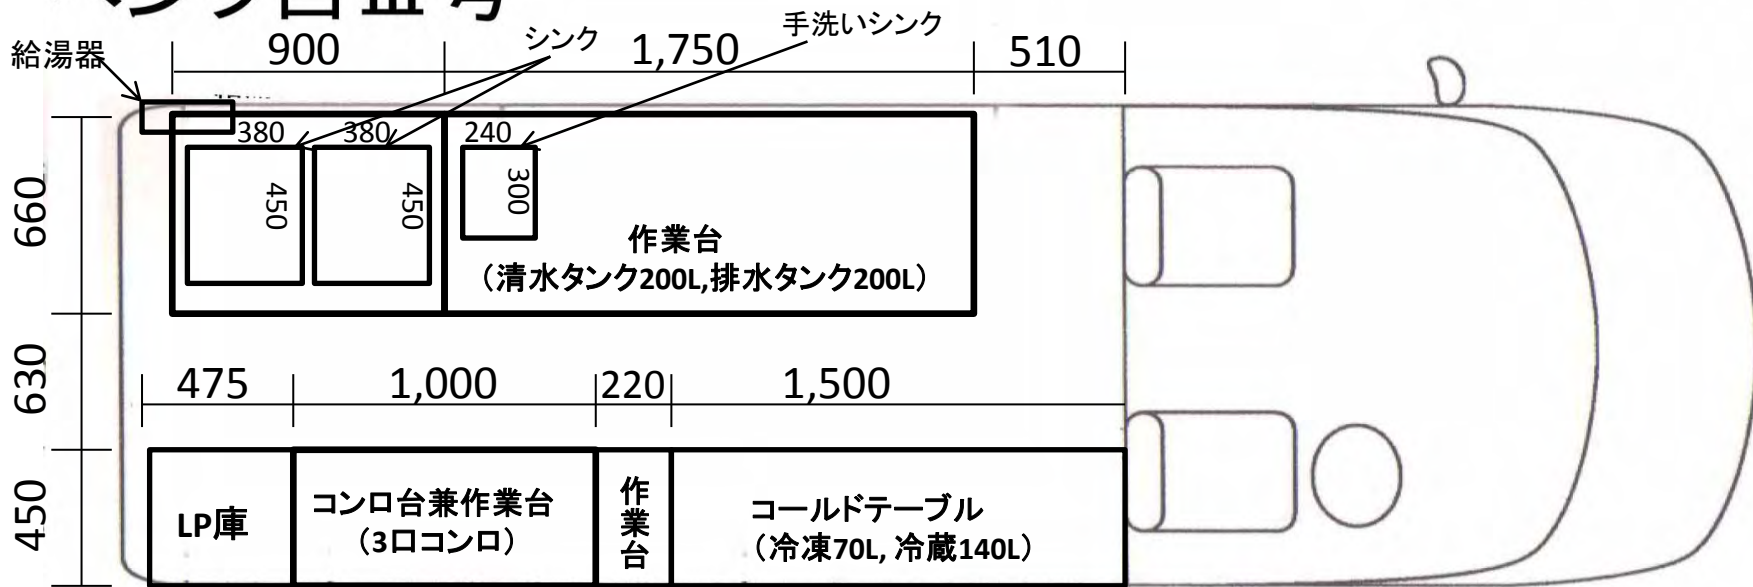 給湯器
900
シンク
1,750
手洗いシンク
510
380
380
240
450
450
300
660
作業台
（清水タンク200L,排水タンク200L）
630
475
1,000
220
1,500
450
LP庫
コンロ台兼作業台
（3口コンロ）
作業台
コールドテーブル
（冷凍70L, 冷蔵140L）